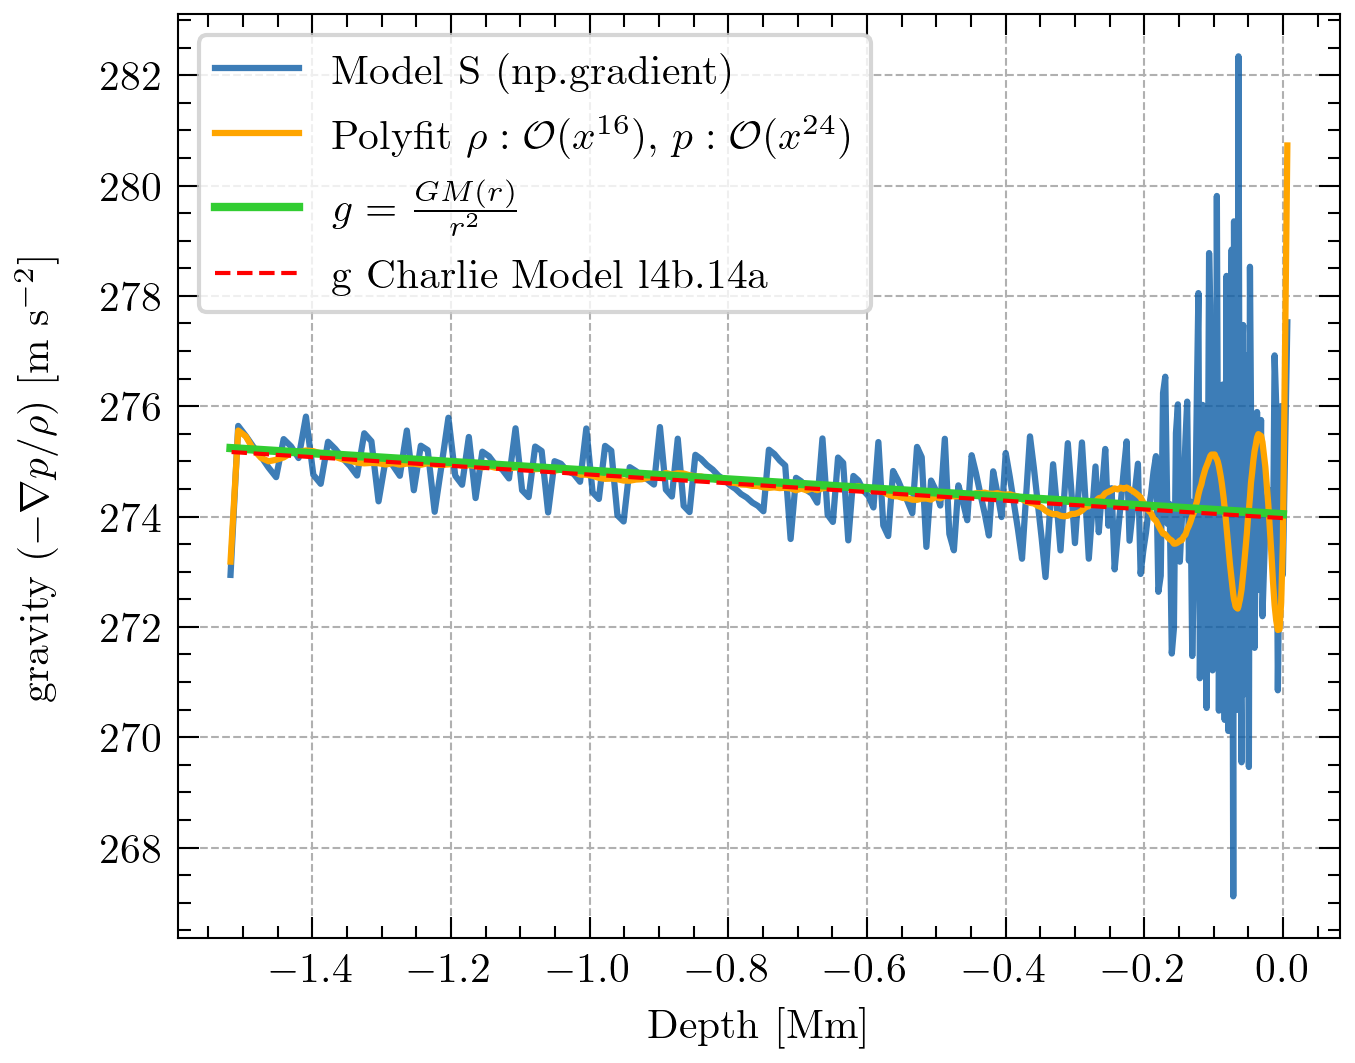 282
280
278
276
274
272
270
268
gravity (−∇p/ρ) [m s⁻²]
Model S (np.gradient)
Polyfit ρ : 𝒪(x¹⁶), p : 𝒪(x²⁴)
g = GM(r)/r²
g Charlie Model l4b.14a
−1.4 −1.2 −1.0 −0.8 −0.6 −0.4 −0.2 0.0
Depth [Mm]